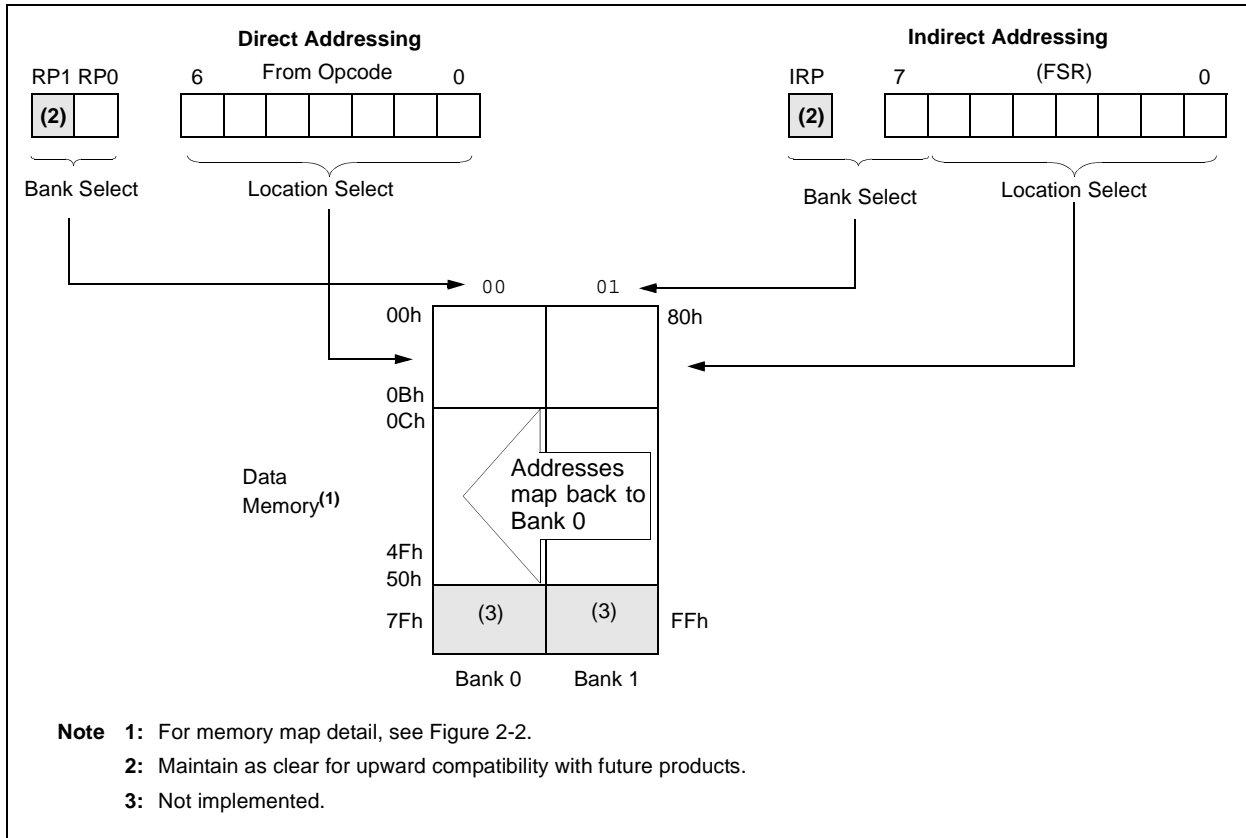 Direct Addressing
RP1 RP0
6 From Opcode 0
(2)
Bank Select
Location Select
Indirect Addressing
IRP
7 (FSR) 0
(2)
Bank Select
Location Select
00 01
00h
80h
0Bh
0Ch
Data
Memory(1)
Addresses
map back to
Bank 0
4Fh
50h
7Fh
(3) (3)
FFh
Bank 0 Bank 1
Note 1: For memory map detail, see Figure 2-2.
2: Maintain as clear for upward compatibility with future products.
3: Not implemented.